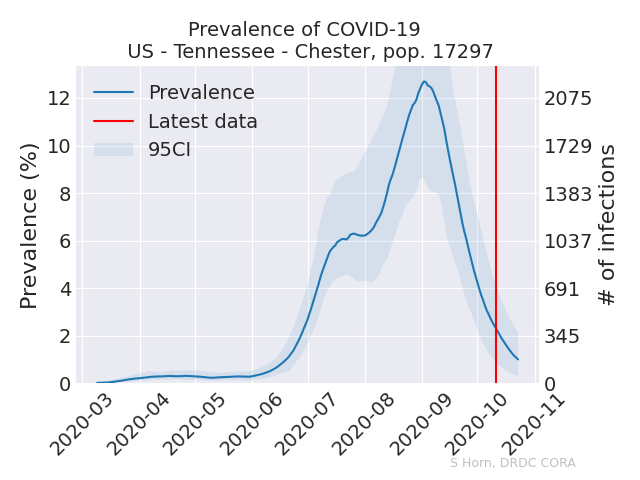 Prevalence of COVID-19
US - Tennessee - Chester, pop. 17297
Prevalence
Latest data
95CI
Prevalence (%)
12
10
8
6
4
2
0
2075
1729
1383
1037
691
345
0
# of infections
2020-03
2020-04
2020-05
2020-06
2020-07
2020-08
2020-09
2020-10
2020-11
S Horn, DRDC CORA